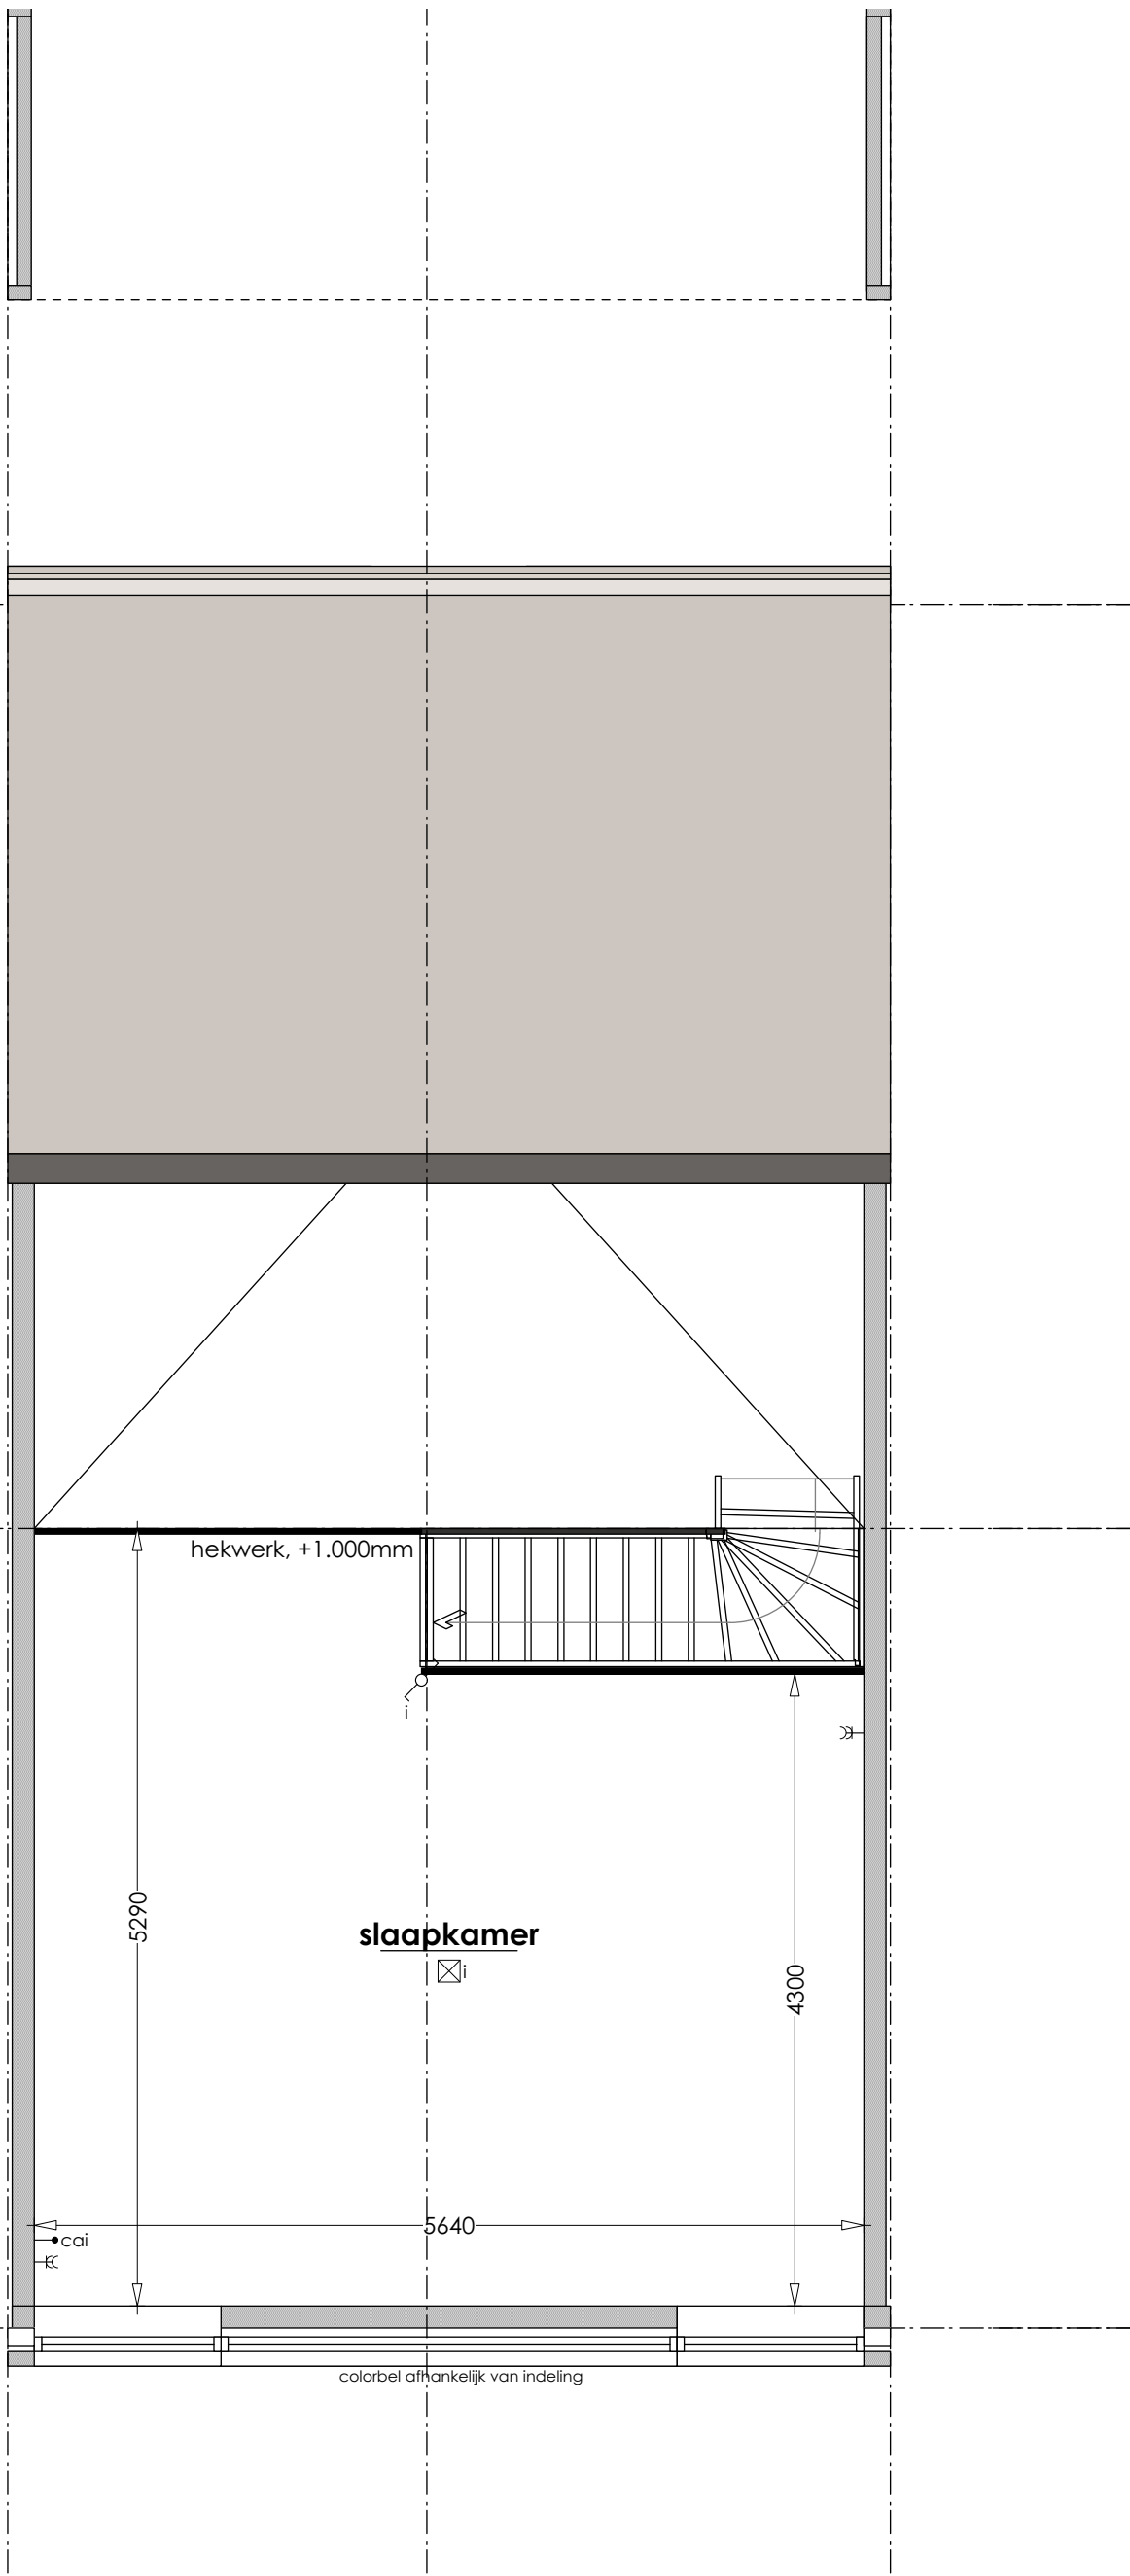 hekwerk, +1.000mm
i
5290
slaapkamer
i
4300
5640
cai
colorbel afhankelijk van indeling